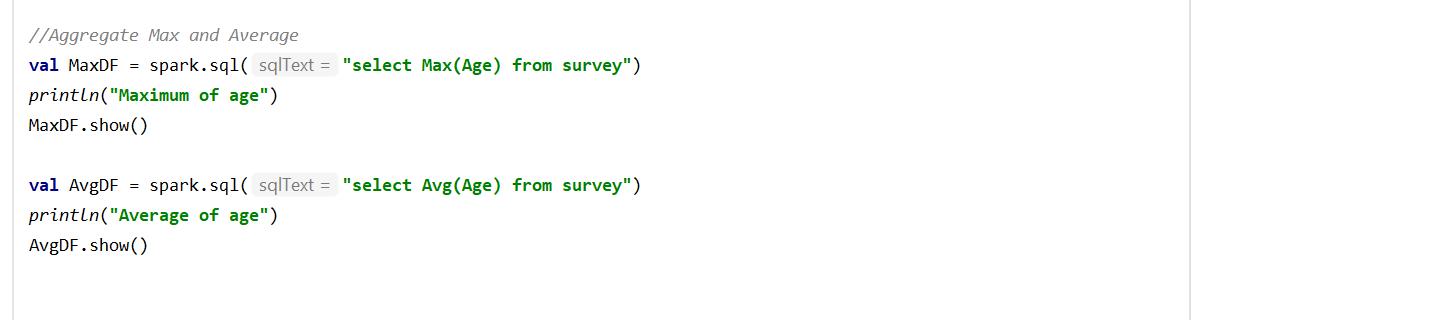 //Aggregate Max and Average
val MaxDF = spark.sql( sqlText = "select Max(Age) from survey")
println("Maximum of age")
MaxDF.show()
val AvgDF = spark.sql( sqlText = "select Avg(Age) from survey")
println("Average of age")
AvgDF.show()